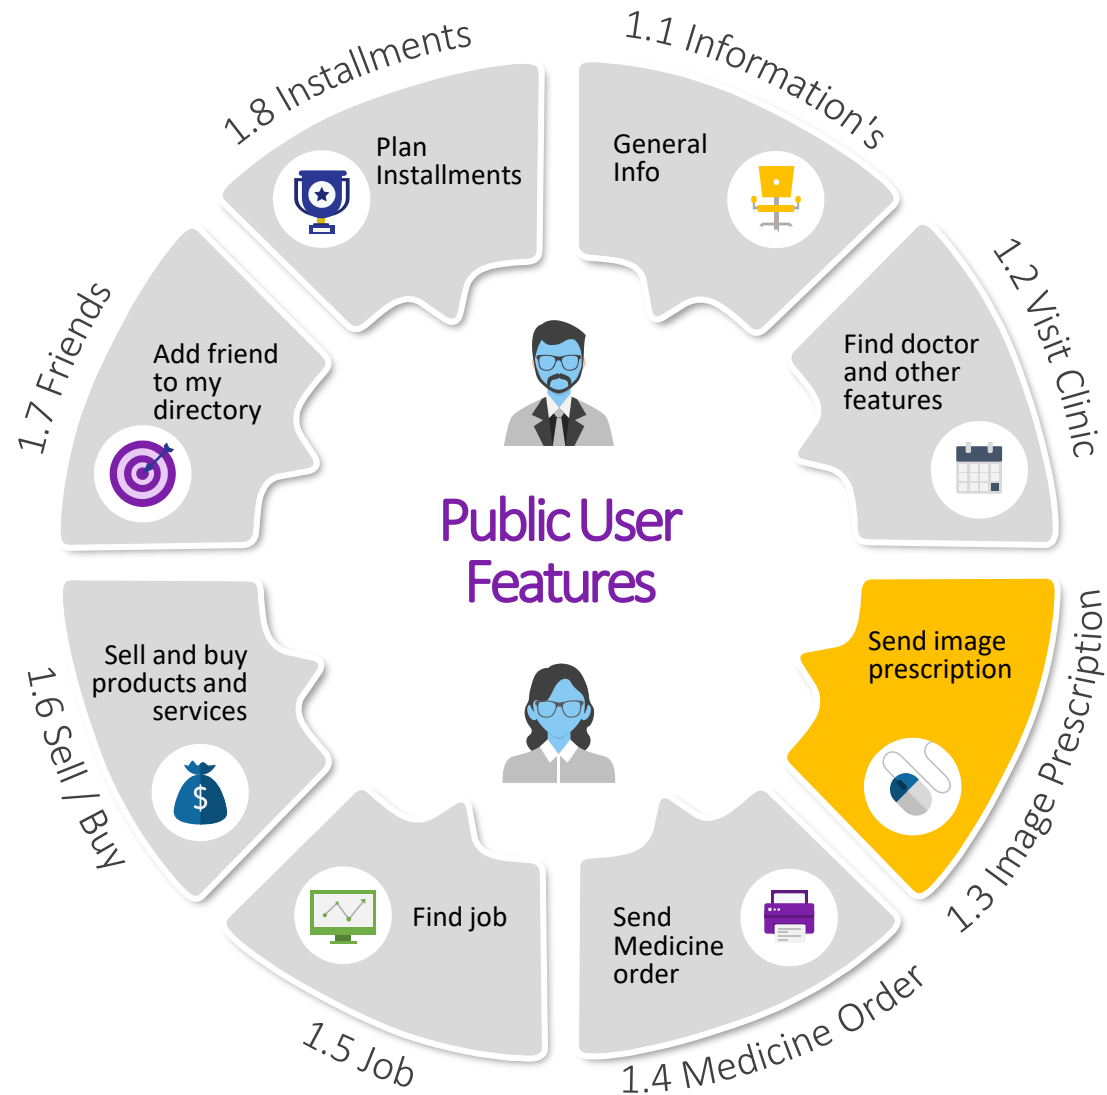 1.1 Information's
General
Info
1.2 Visit Clinic
Find doctor
and other
features
1.3 Image Prescription
Send image
prescription
1.4 Medicine Order
Send
Medicine
order
1.5 Job
Find job
1.6 Sell / Buy
Sell and buy
products and
services
$
1.7 Friends
Add friend
to my
directory
1.8 Installments
Plan
Installments
Public User
Features